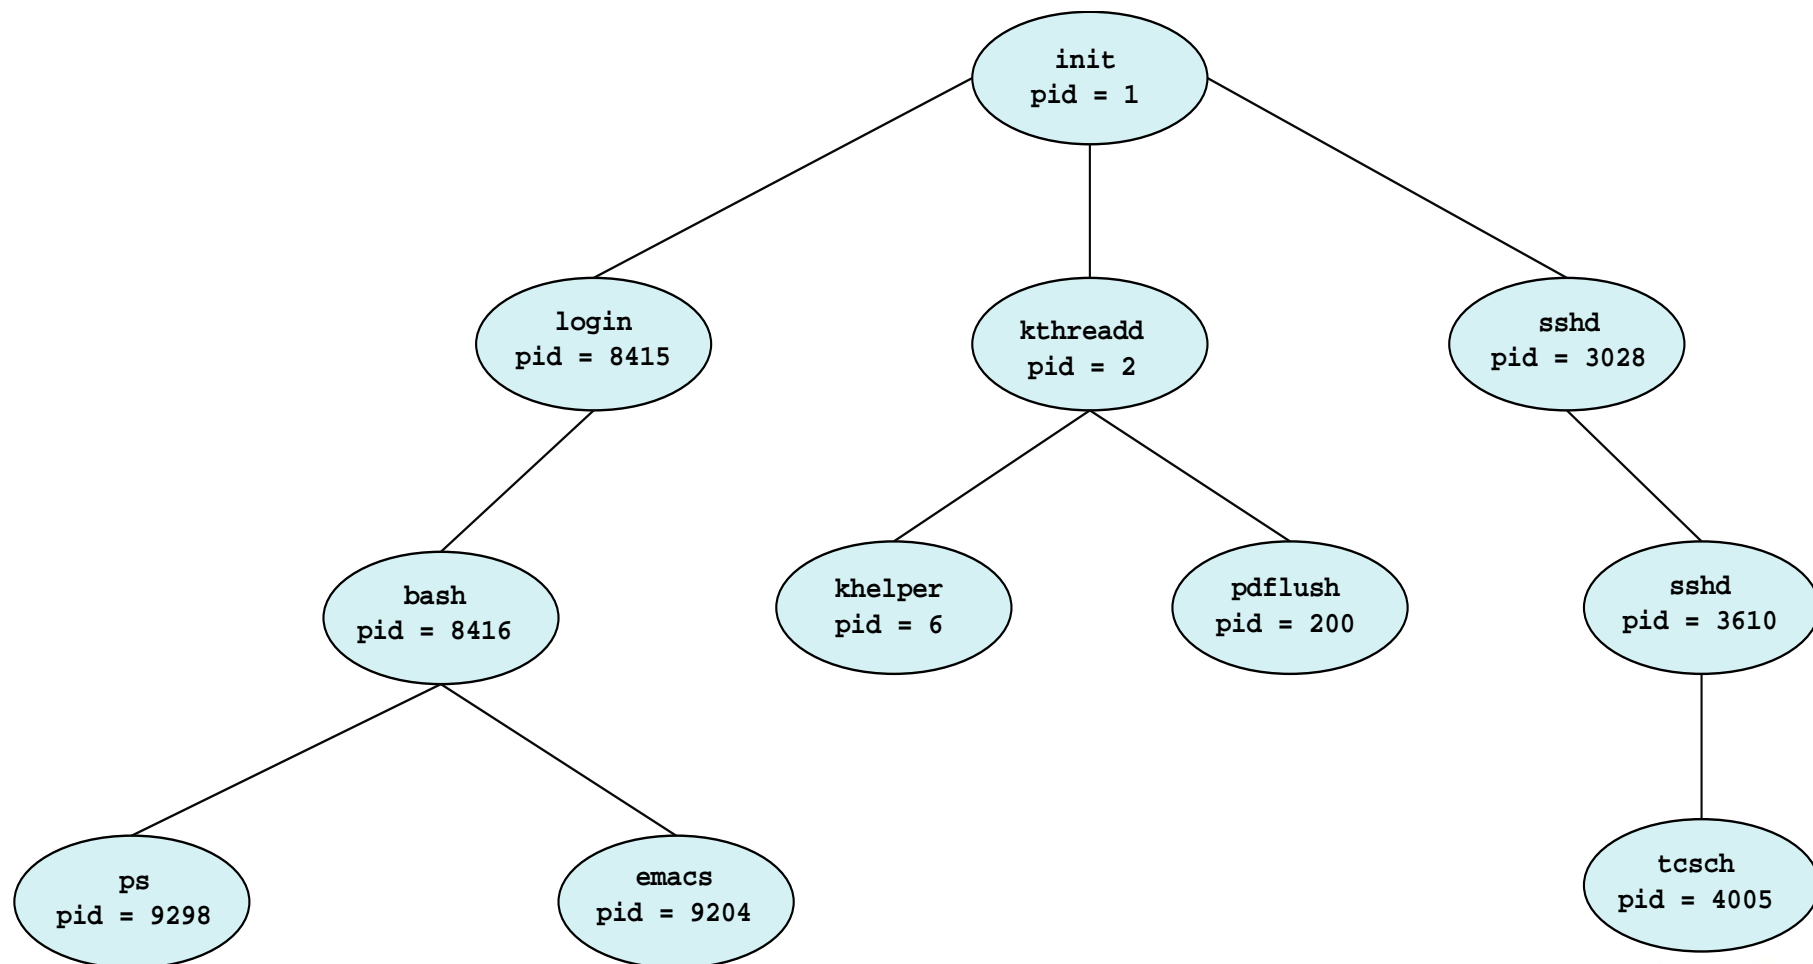 init
pid = 1
login
pid = 8415
kthreadd
pid = 2
sshd
pid = 3028
bash
pid = 8416
khelper
pid = 6
pdflush
pid = 200
sshd
pid = 3610
ps
pid = 9298
emacs
pid = 9204
tcsch
pid = 4005